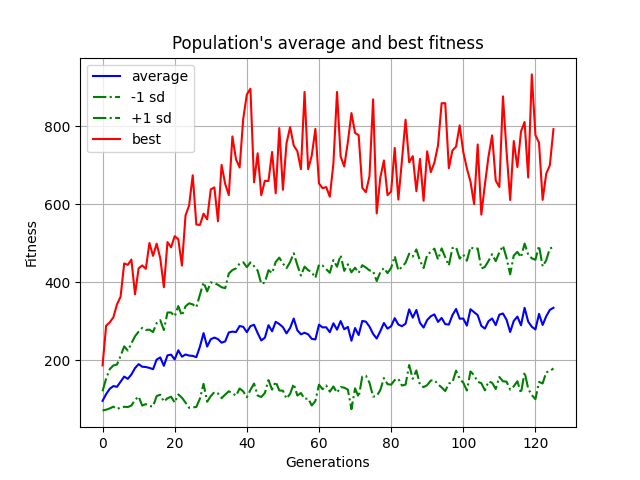 Population's average and best fitness
average
-1 sd
+1 sd
best
Fitness
800
600
400
200
0 20 40 60 80 100 120
Generations